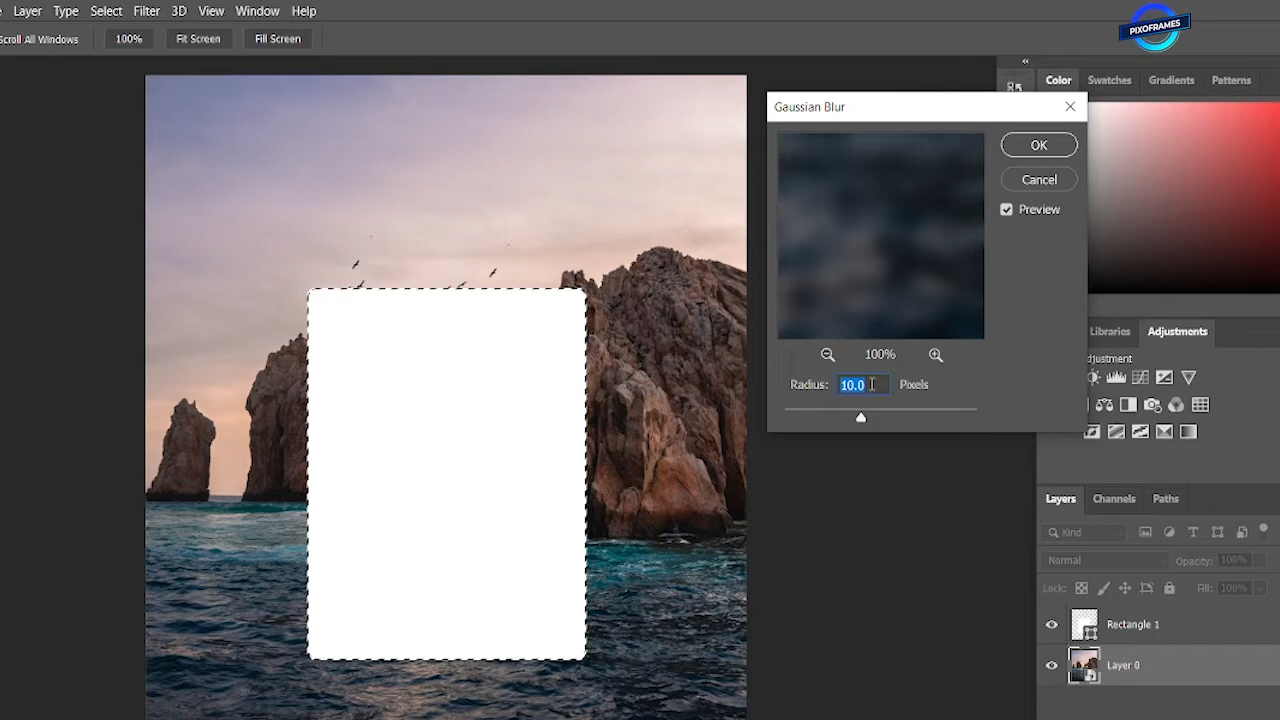 Layer Type Select Filter 3D View Window Help
Scroll All Windows 100% Fit Screen Fill Screen
PIXOFRAMES
Color Swatches Gradients Patterns
Gaussian Blur
OK
Cancel
Preview
100%
Radius: 10.0 Pixels
Libraries Adjustments
djustment
Layers Channels Paths
Kind
Normal Opacity: 100%
Lock: Fill: 100%
Rectangle 1
Layer 0